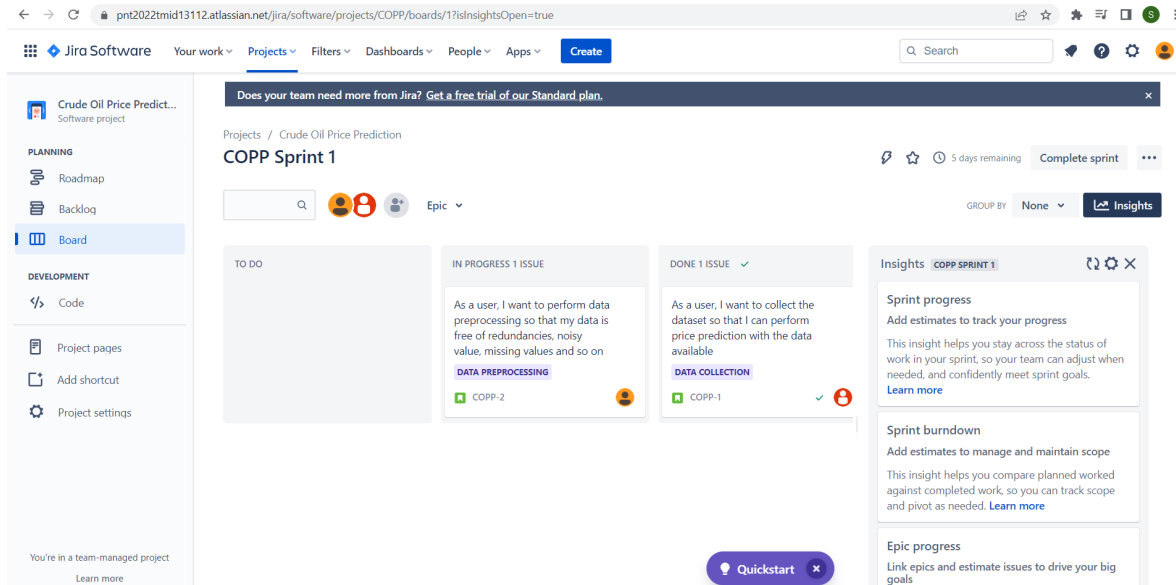 pnt2022tmid13112.atlassian.net/jira/software/projects/COPP/boards/1?isInsightsOpen=true
S
Jira Software Your work Projects Filters Dashboards People Apps Create Search
Does your team need more from Jira? Get a free trial of our Standard plan.
Crude Oil Price Predict...
Software project
PLANNING
Roadmap
Backlog
Board
DEVELOPMENT
Code
Project pages
Add shortcut
Project settings
You're in a team-managed project
Learn more
Projects / Crude Oil Price Prediction
COPP Sprint 1
5 days remaining Complete sprint
Epic
GROUP BY None Insights
TO DO
IN PROGRESS 1 ISSUE
As a user, I want to perform data
preprocessing so that my data is
free of redundancies, noisy
value, missing values and so on
DATA PREPROCESSING
COPP-2
DONE 1 ISSUE
As a user, I want to collect the
dataset so that I can perform
price prediction with the data
available
DATA COLLECTION
COPP-1
Insights COPP SPRINT 1
Sprint progress
Add estimates to track your progress
This insight helps you stay across the status of
work in your sprint, so your team can adjust when
needed, and confidently meet sprint goals.
Learn more
Sprint burndown
Add estimates to manage and maintain scope
This insight helps you compare planned worked
against completed work, so you can track scope
and pivot as needed. Learn more
Epic progress
Link epics and estimate issues to drive your big
goals
Quickstart